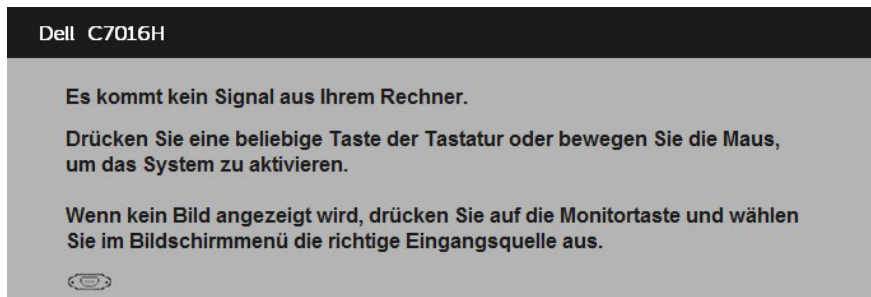 Dell C7016H
Es kommt kein Signal aus Ihrem Rechner.
Drücken Sie eine beliebige Taste der Tastatur oder bewegen Sie die Maus,
um das System zu aktivieren.
Wenn kein Bild angezeigt wird, drücken Sie auf die Monitortaste und wählen
Sie im Bildschirmmenü die richtige Eingangsquelle aus.